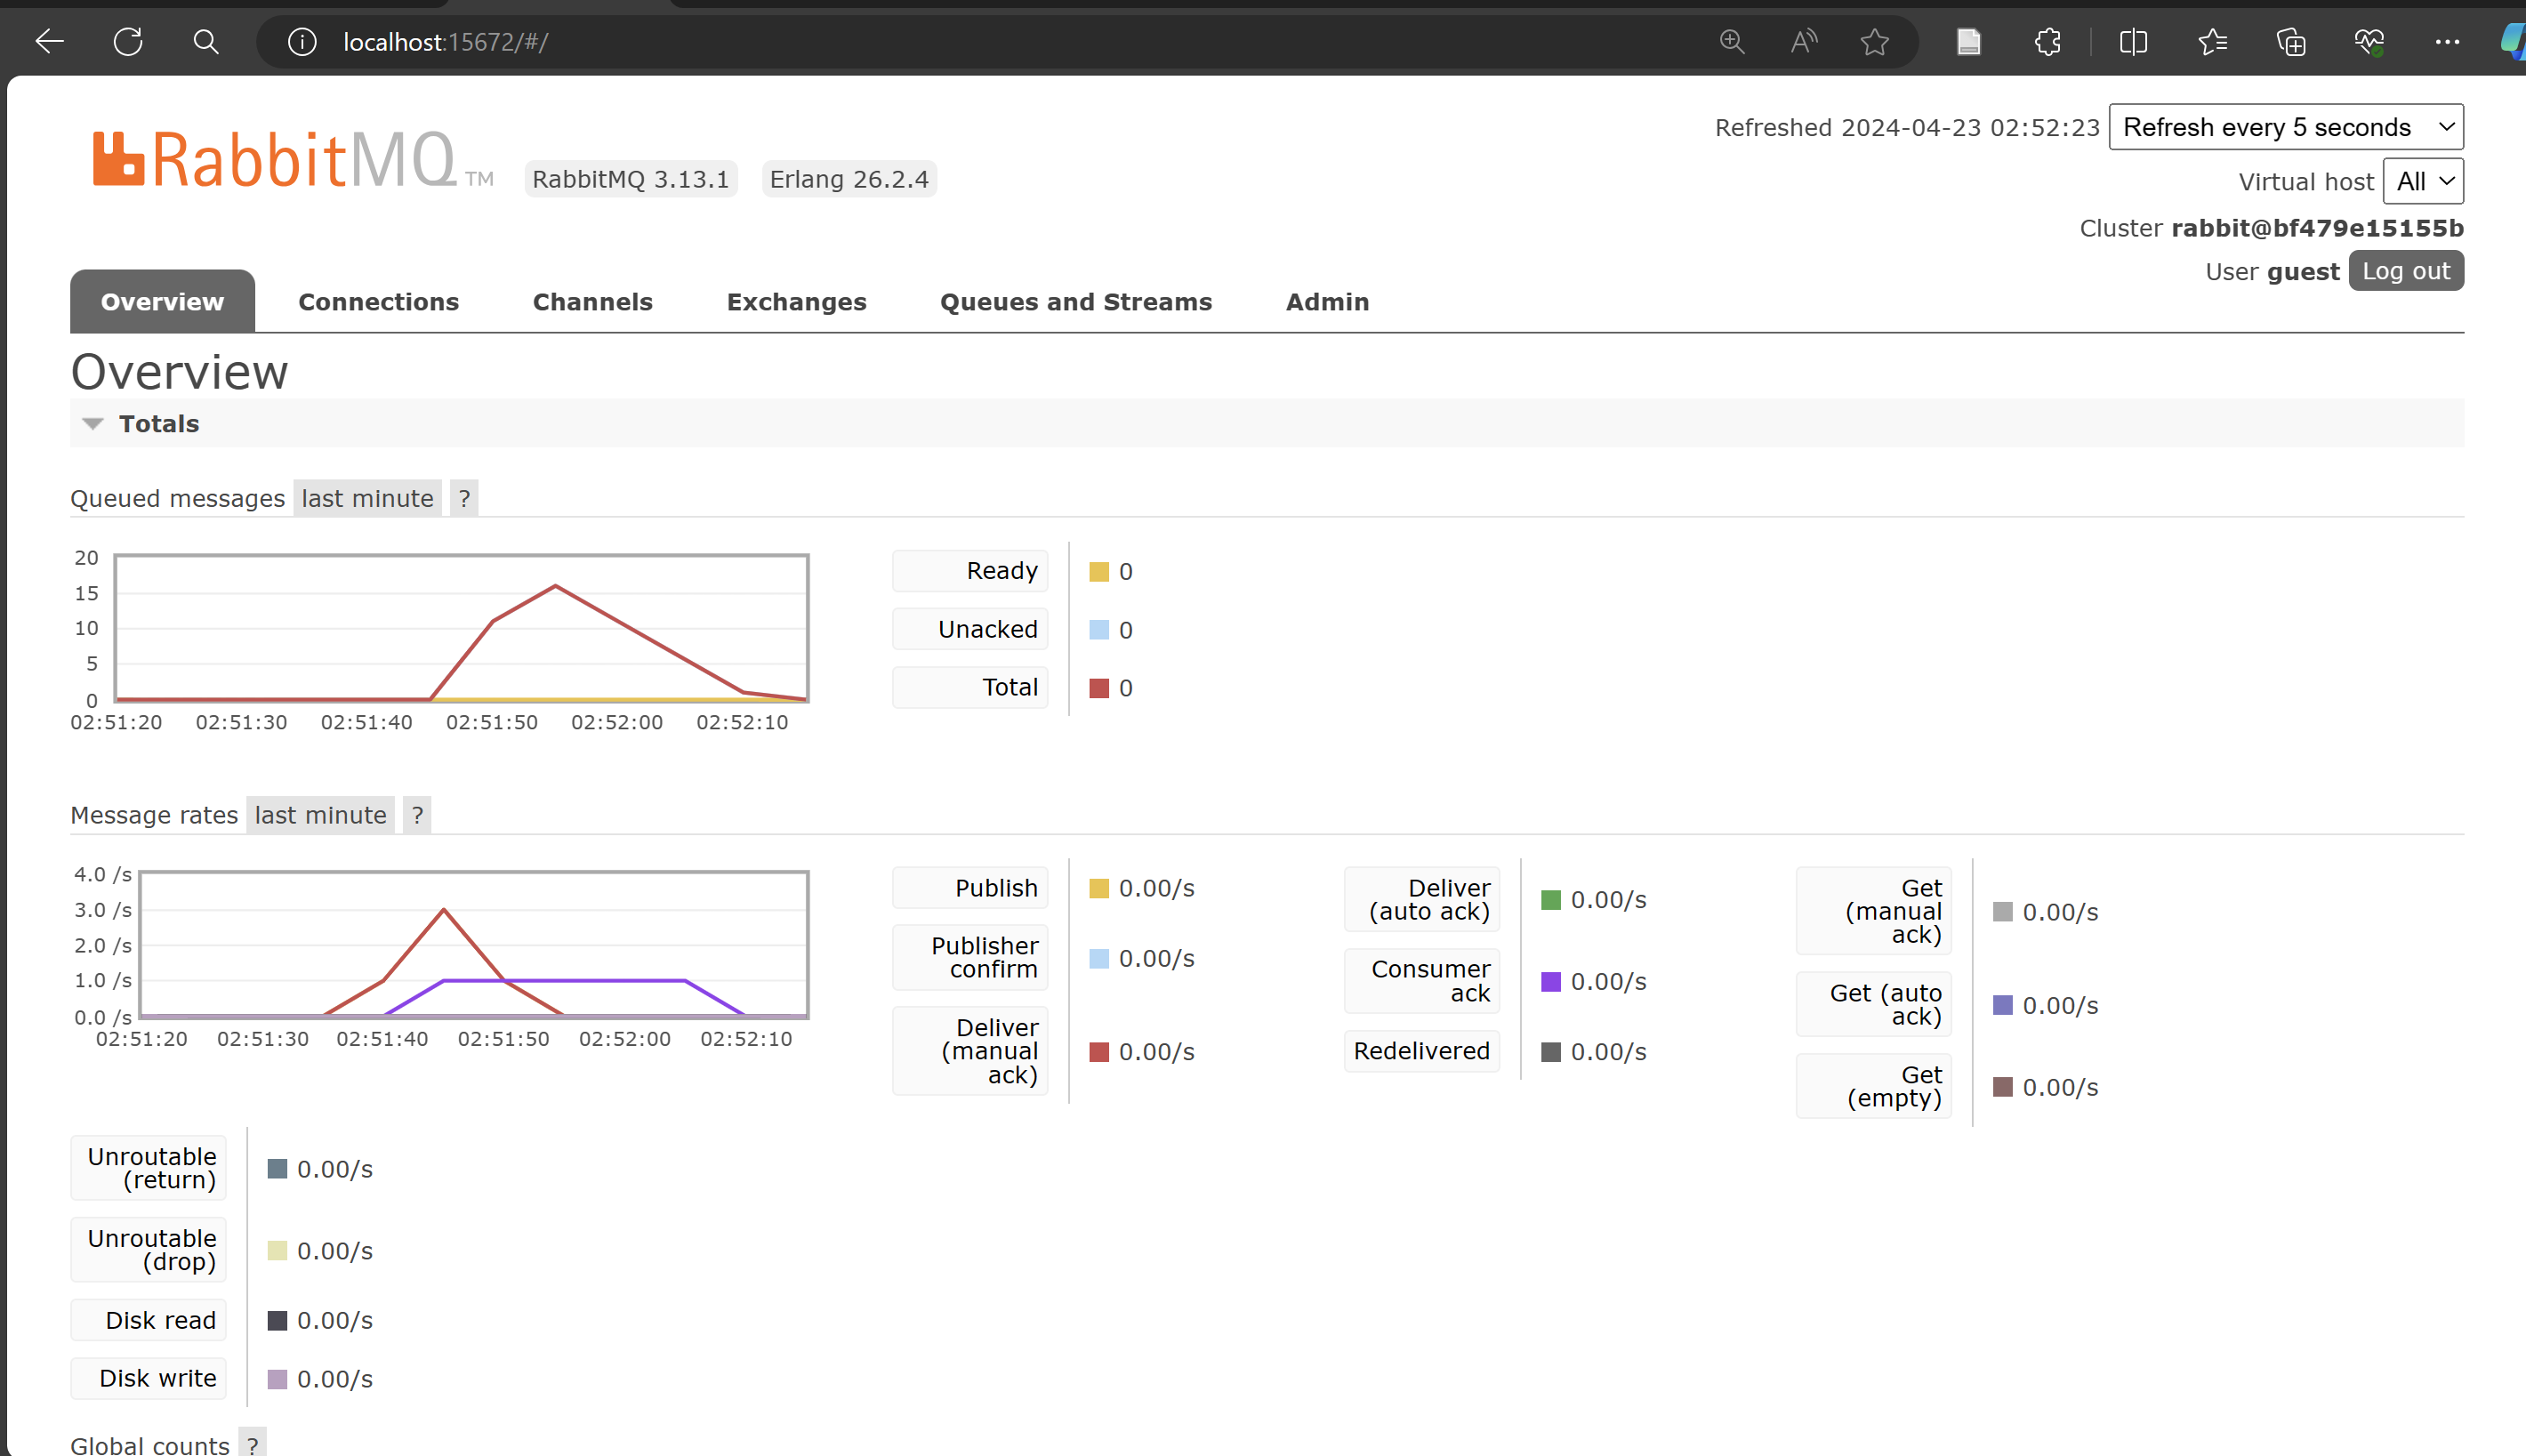 localhost:15672/#/
RabbitMQ TM
RabbitMQ 3.13.1
Erlang 26.2.4
Refreshed 2024-04-23 02:52:23
Refresh every 5 seconds
Virtual host
All
Cluster rabbit@bf479e15155b
User guest
Log out
Overview
Connections
Channels
Exchanges
Queues and Streams
Admin
Overview
Totals
Queued messages
last minute
?
20
15
10
5
0
02:51:20
02:51:30
02:51:40
02:51:50
02:52:00
02:52:10
Ready
0
Unacked
0
Total
0
Message rates
last minute
?
4.0 /s
3.0 /s
2.0 /s
1.0 /s
0.0 /s
02:51:20
02:51:30
02:51:40
02:51:50
02:52:00
02:52:10
Publish
0.00/s
Publisher
confirm
0.00/s
Deliver
(manual
ack)
0.00/s
Deliver
(auto ack)
0.00/s
Consumer
ack
0.00/s
Redelivered
0.00/s
Get
(manual
ack)
0.00/s
Get (auto
ack)
0.00/s
Get
(empty)
0.00/s
Unroutable
(return)
0.00/s
Unroutable
(drop)
0.00/s
Disk read
0.00/s
Disk write
0.00/s
Global counts
?